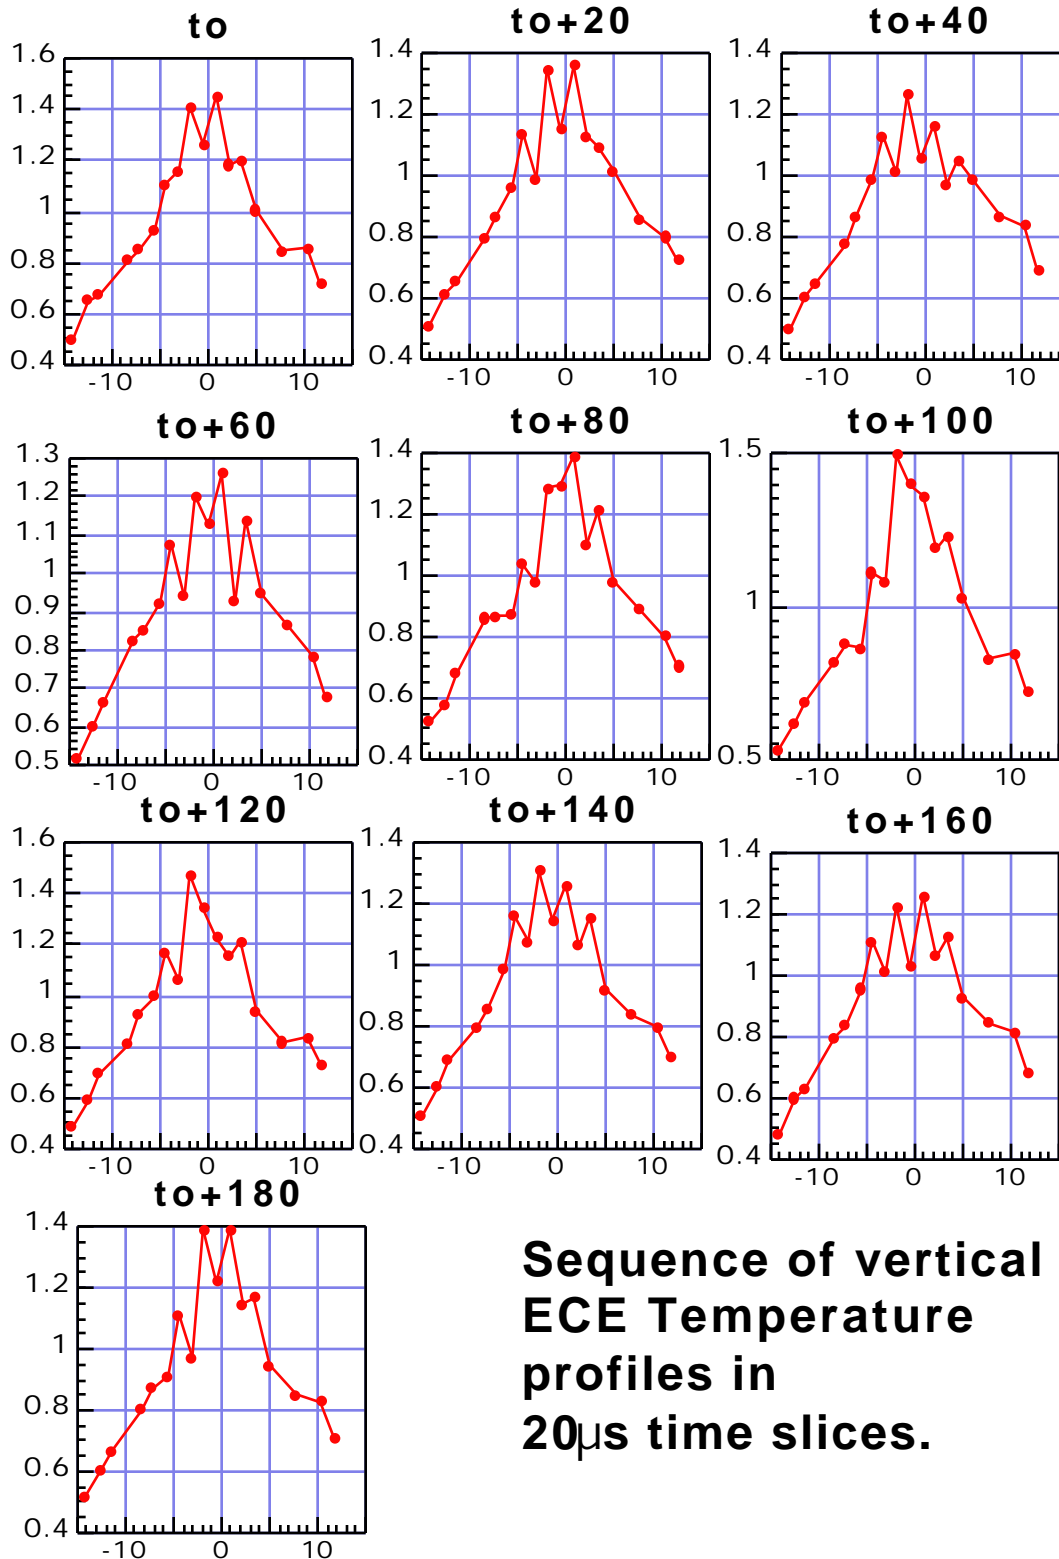 to
1.6
1.4
1.2
1
0.8
0.6
0.4
-10 0 10
to+20
1.4
1.2
1
0.8
0.6
0.4
-10 0 10
to+40
1.4
1.2
1
0.8
0.6
0.4
-10 0 10
to+60
1.3
1.2
1.1
1
0.9
0.8
0.7
0.6
0.5
-10 0 10
to+80
1.4
1.2
1
0.8
0.6
0.4
-10 0 10
to+100
1.5
1
0.5
-10 0 10
to+120
1.6
1.4
1.2
1
0.8
0.6
0.4
-10 0 10
to+140
1.4
1.2
1
0.8
0.6
0.4
-10 0 10
to+160
1.4
1.2
1
0.8
0.6
0.4
-10 0 10
to+180
1.4
1.2
1
0.8
0.6
0.4
-10 0 10
Sequence of vertical
ECE Temperature
profiles in
20µs time slices.